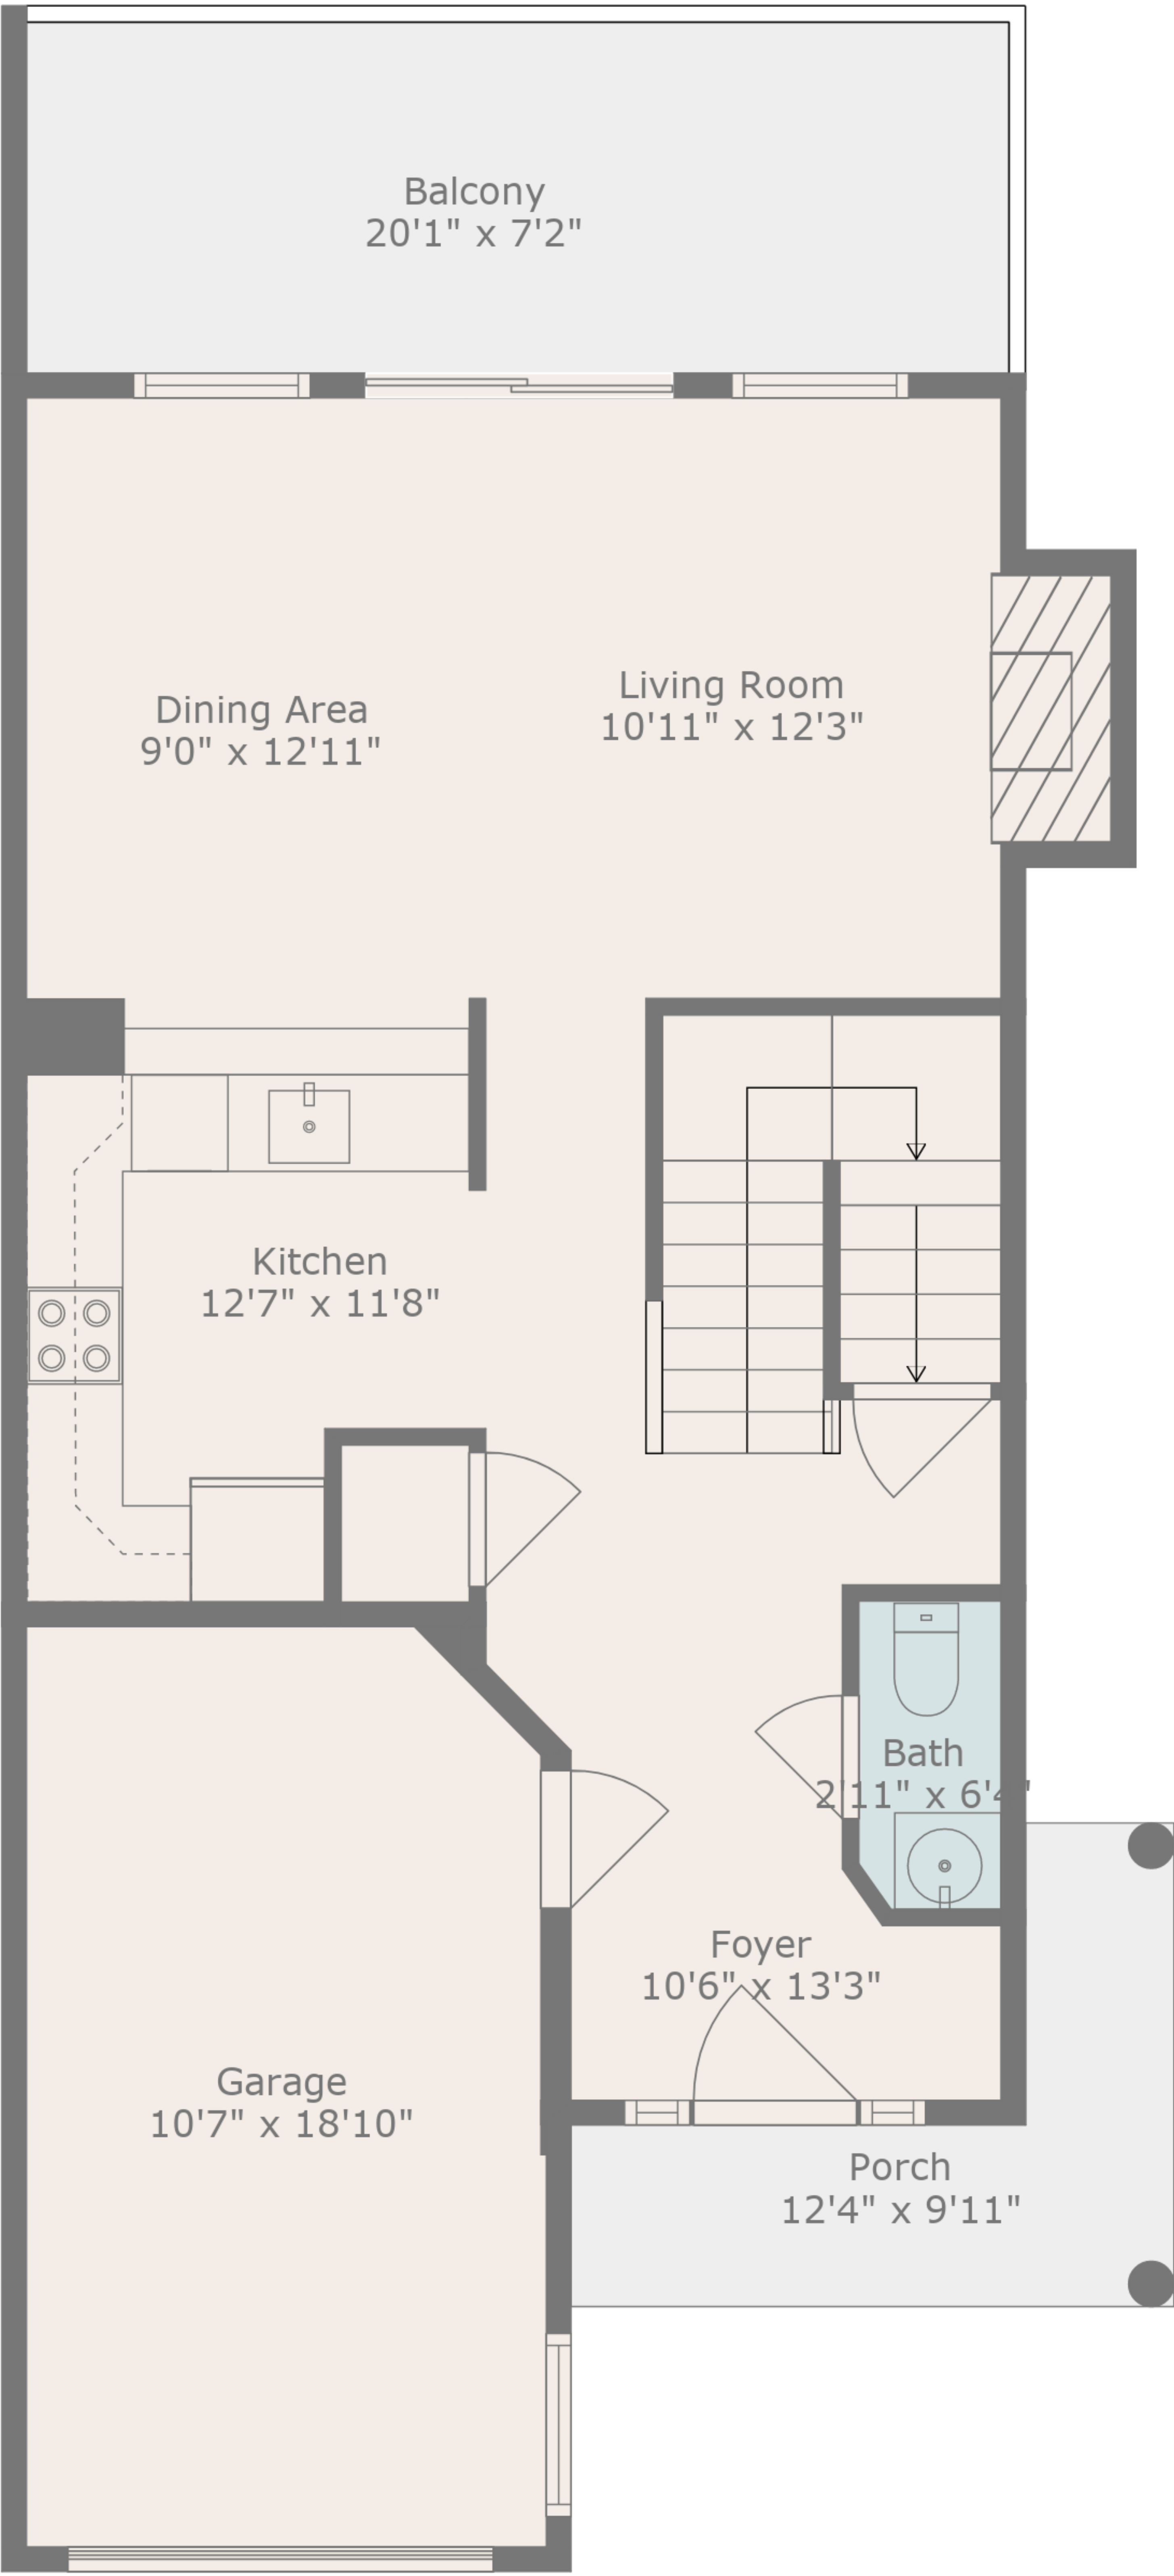 Balcony
20'1" x 7'2"
Living Room
10'11" x 12'3"
Dining Area
9'0" x 12'11"
Kitchen
12'7" x 11'8"
Bath
2'11" x 6'4"
Foyer
10'6" x 13'3"
Garage
10'7" x 18'10"
Porch
12'4" x 9'11"